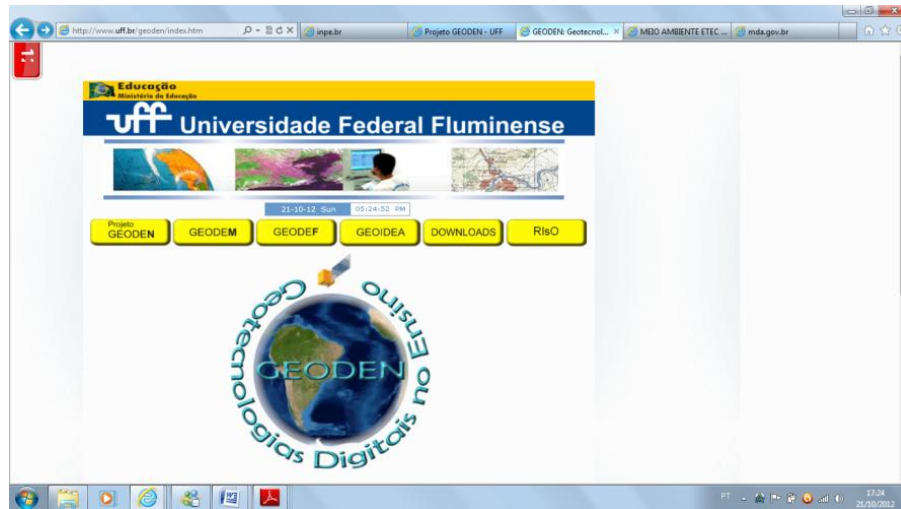 http://www.uff.br/geoden/index.htm
inpe.br
Projeto GEODEN - UFF
GEODEN: Geotecnol...
MEIO AMBIENTE ETEC ...
mda.gov.br
Educação
Ministério da Educação
uff Universidade Federal Fluminense
21-10-12 Sun 05:24:52 PM
Projeto
GEODEN
GEODEM
GEODEF
GEOIDEA
DOWNLOADS
RIsO
Geotecnologias Digitais no Ensino
GEODEN
PT
17:24
21/10/2012